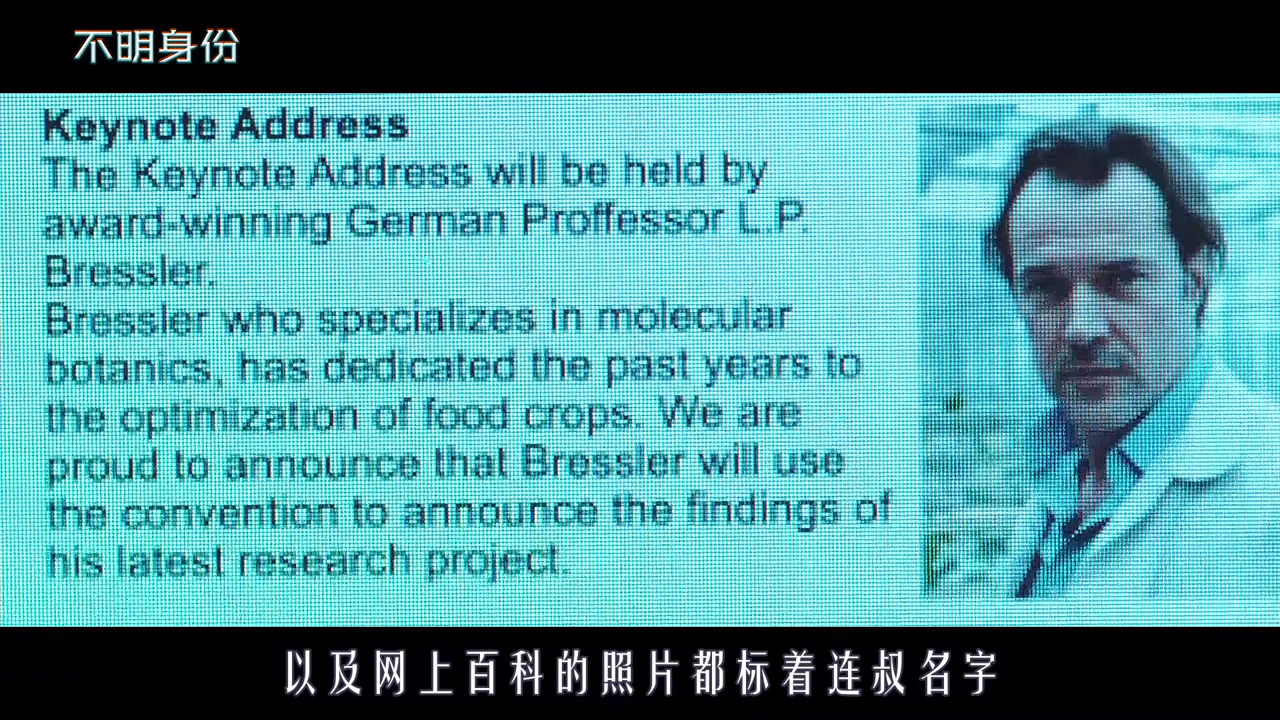 不明身份
Keynote Address
The Keynote Address will be held by
award-winning German Proffessor L.P.
Bressler.
Bressler who specializes in molecular
botanics, has dedicated the past years to
the optimization of food crops. We are
proud to announce that Bressler will use
the convention to announce the findings of
his latest research project.
以及网上百科的照片都标着连叔名字